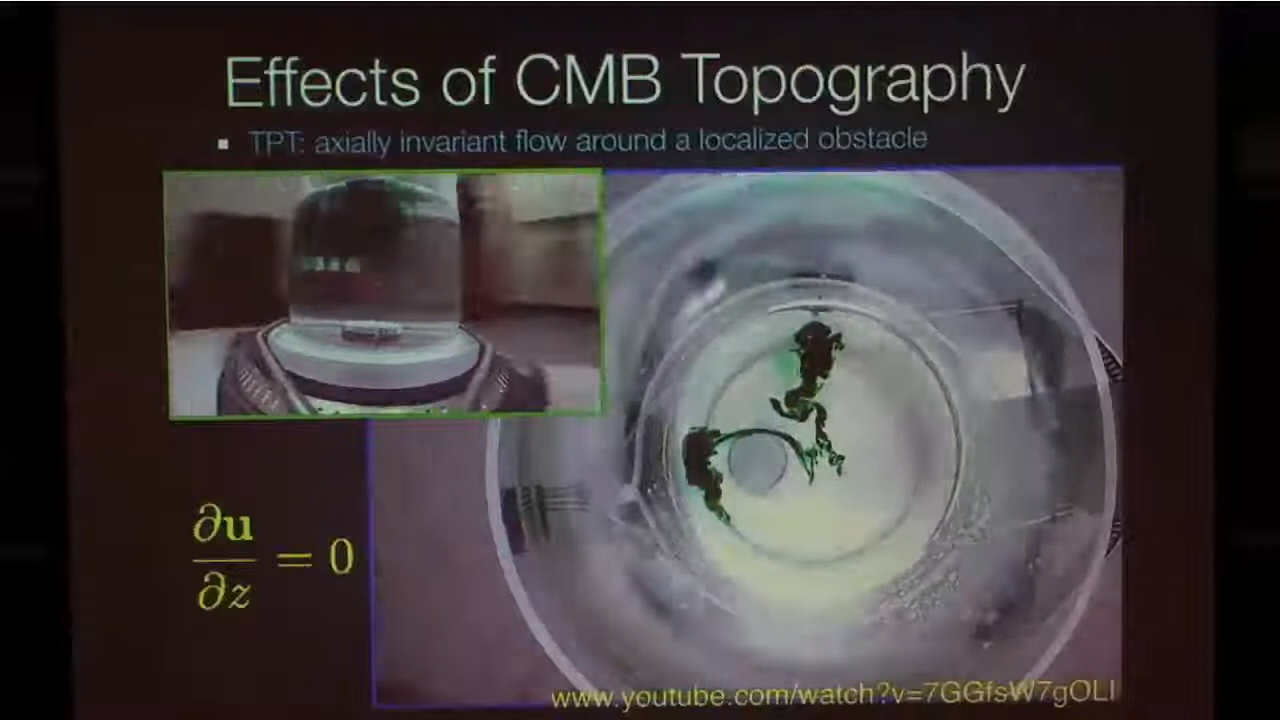 Effects of CMB Topography
▪ TPT: axially invariant flow around a localized obstacle
∂u/∂z = 0
www.youtube.com/watch?v=7GGfsW7gOLI